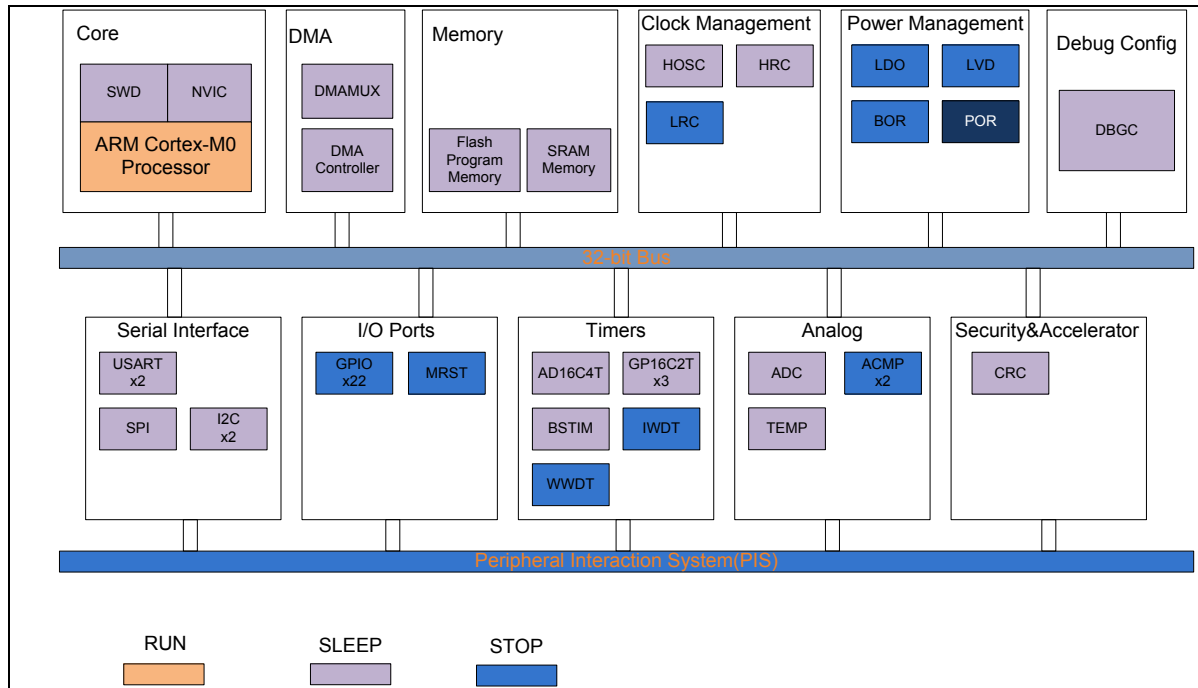 Core
DMA
Memory
Clock Management
Power Management
Debug Config
SWD
NVIC
ARM Cortex-M0
Processor
DMAMUX
DMA
Controller
Flash
Program
Memory
SRAM
Memory
HOSC
HRC
LRC
LDO
LVD
BOR
POR
DBGC
32-bit Bus
Serial Interface
I/O Ports
Timers
Analog
Security&Accelerator
USART
x2
SPI
I2C
x2
GPIO
x22
MRST
AD16C4T
GP16C2T
x3
BSTIM
IWDT
WWDT
ADC
ACMP
x2
TEMP
CRC
Peripheral Interaction System(PIS)
RUN
SLEEP
STOP